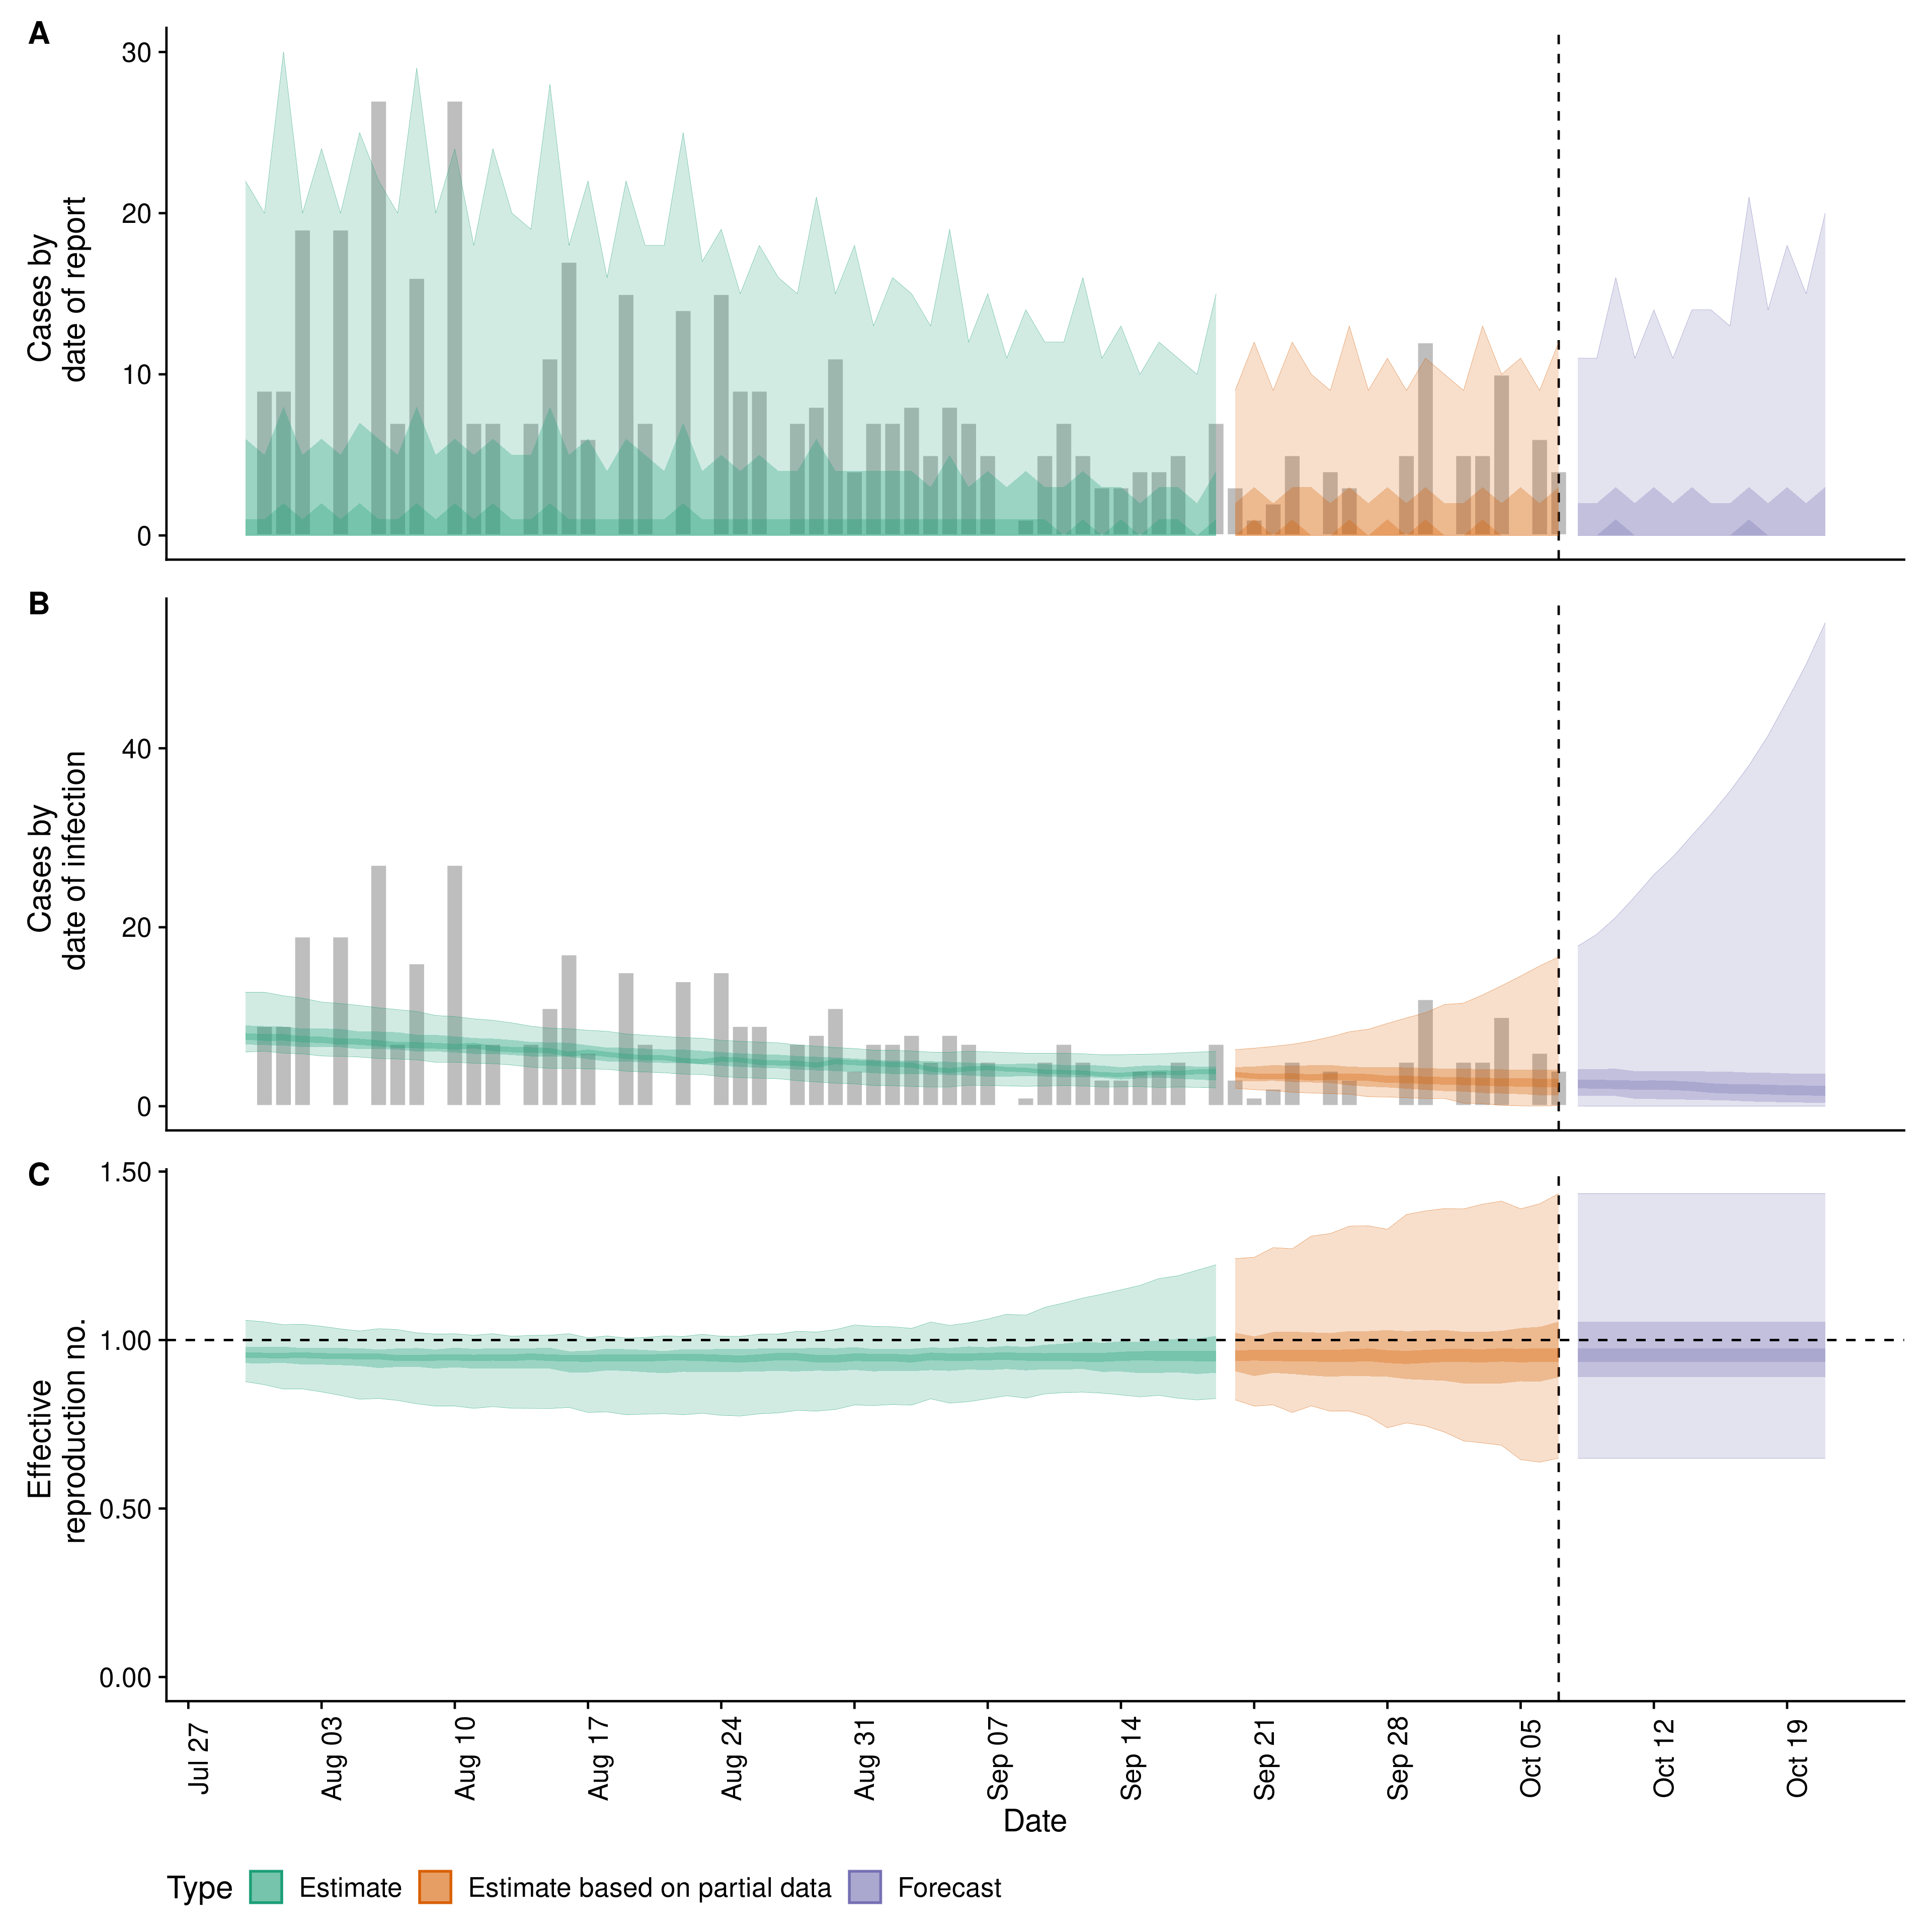 A
30
20
10
0
Cases by
date of report
B
40
20
0
Cases by
date of infection
C
1.50
1.00
0.50
0.00
Effective
reproduction no.
Jul 27
Aug 03
Aug 10
Aug 17
Aug 24
Aug 31
Sep 07
Sep 14
Sep 21
Sep 28
Oct 05
Oct 12
Oct 19
Date
Type Estimate Estimate based on partial data Forecast